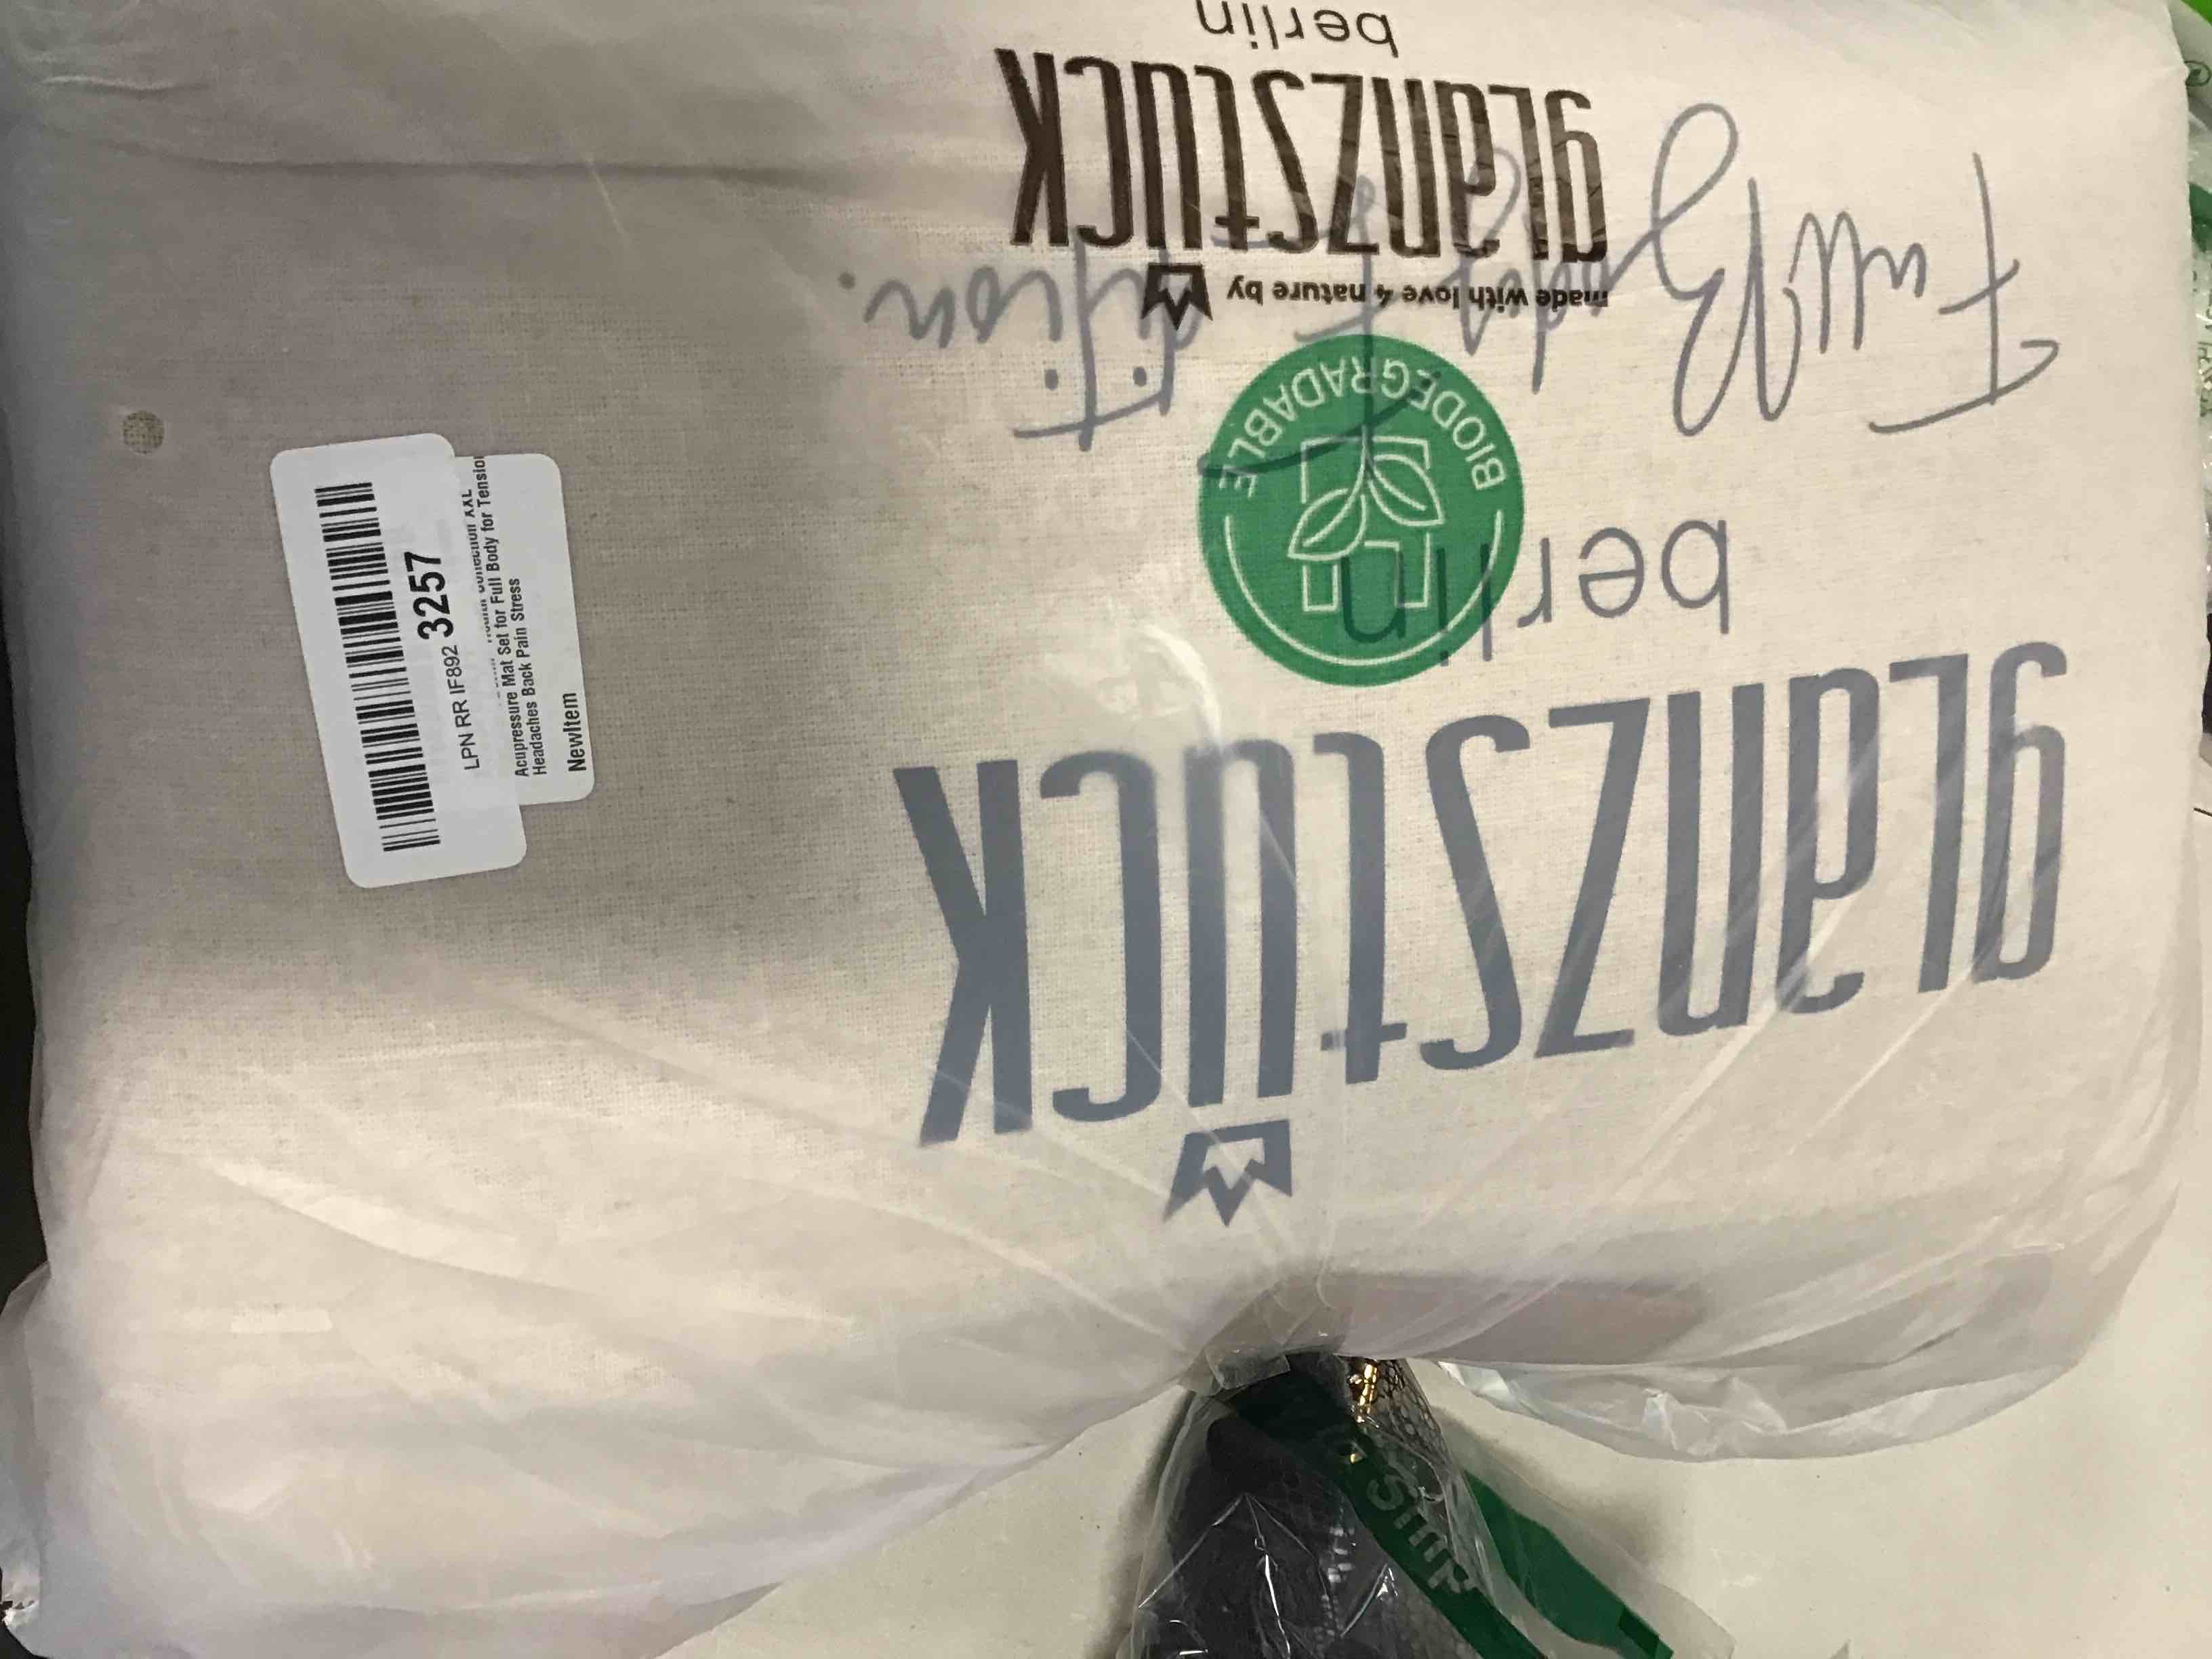 glanzstück
berlin
BIODEGRADABLE
made with love 4 nature by
glanzstück
berlin
Full Body
LPN RR IF892 3257
Acupressure Mat Set for Full Body for Tension
Headaches Back Pain Stress
NewItem